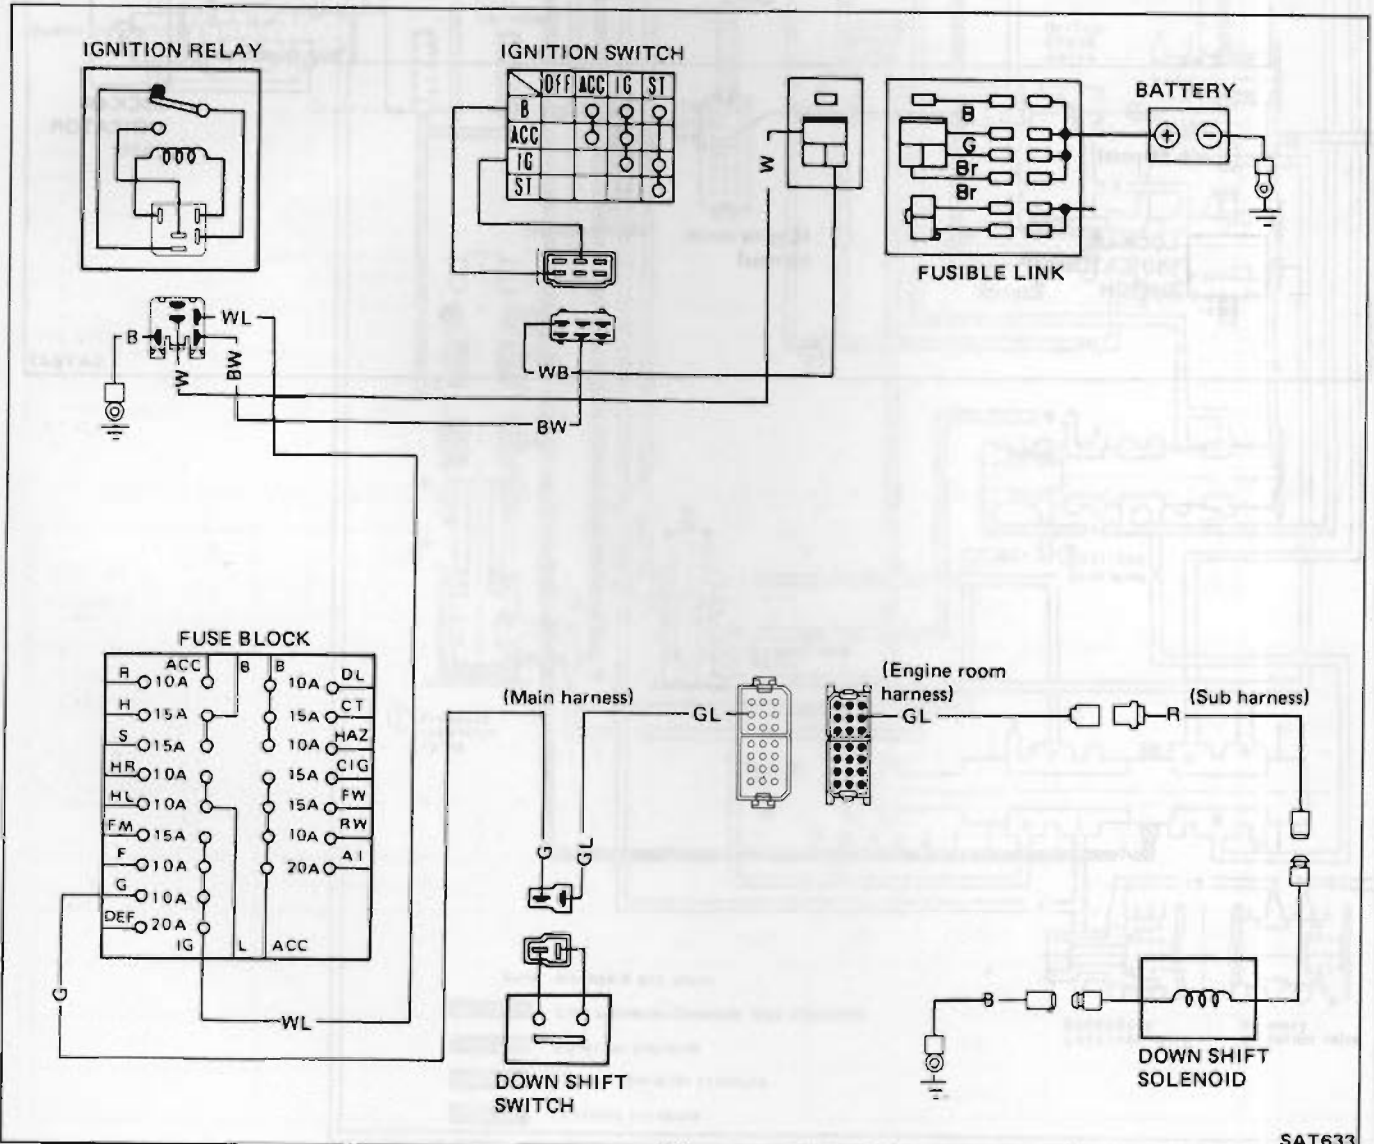 IGNITION RELAY
IGNITION SWITCH
OFF ACC IG ST
B
ACC
IG
ST
W
B
G
Br
Br
FUSIBLE LINK
BATTERY
+ −
B
WL
W
BW
WB
BW
FUSE BLOCK
ACC B B
R 10A 10A DL
H 15A 15A CT
S 15A 10A HAZ
HR 10A 15A CIG
HL 10A 15A FW
FM 15A 10A RW
F 10A 20A AI
G 10A
DEF 20A
IG L ACC
G
WL
(Main harness)
GL
(Engine room
harness)
GL
R
(Sub harness)
G
GL
DOWN SHIFT
SWITCH
B
DOWN SHIFT
SOLENOID
SAT633